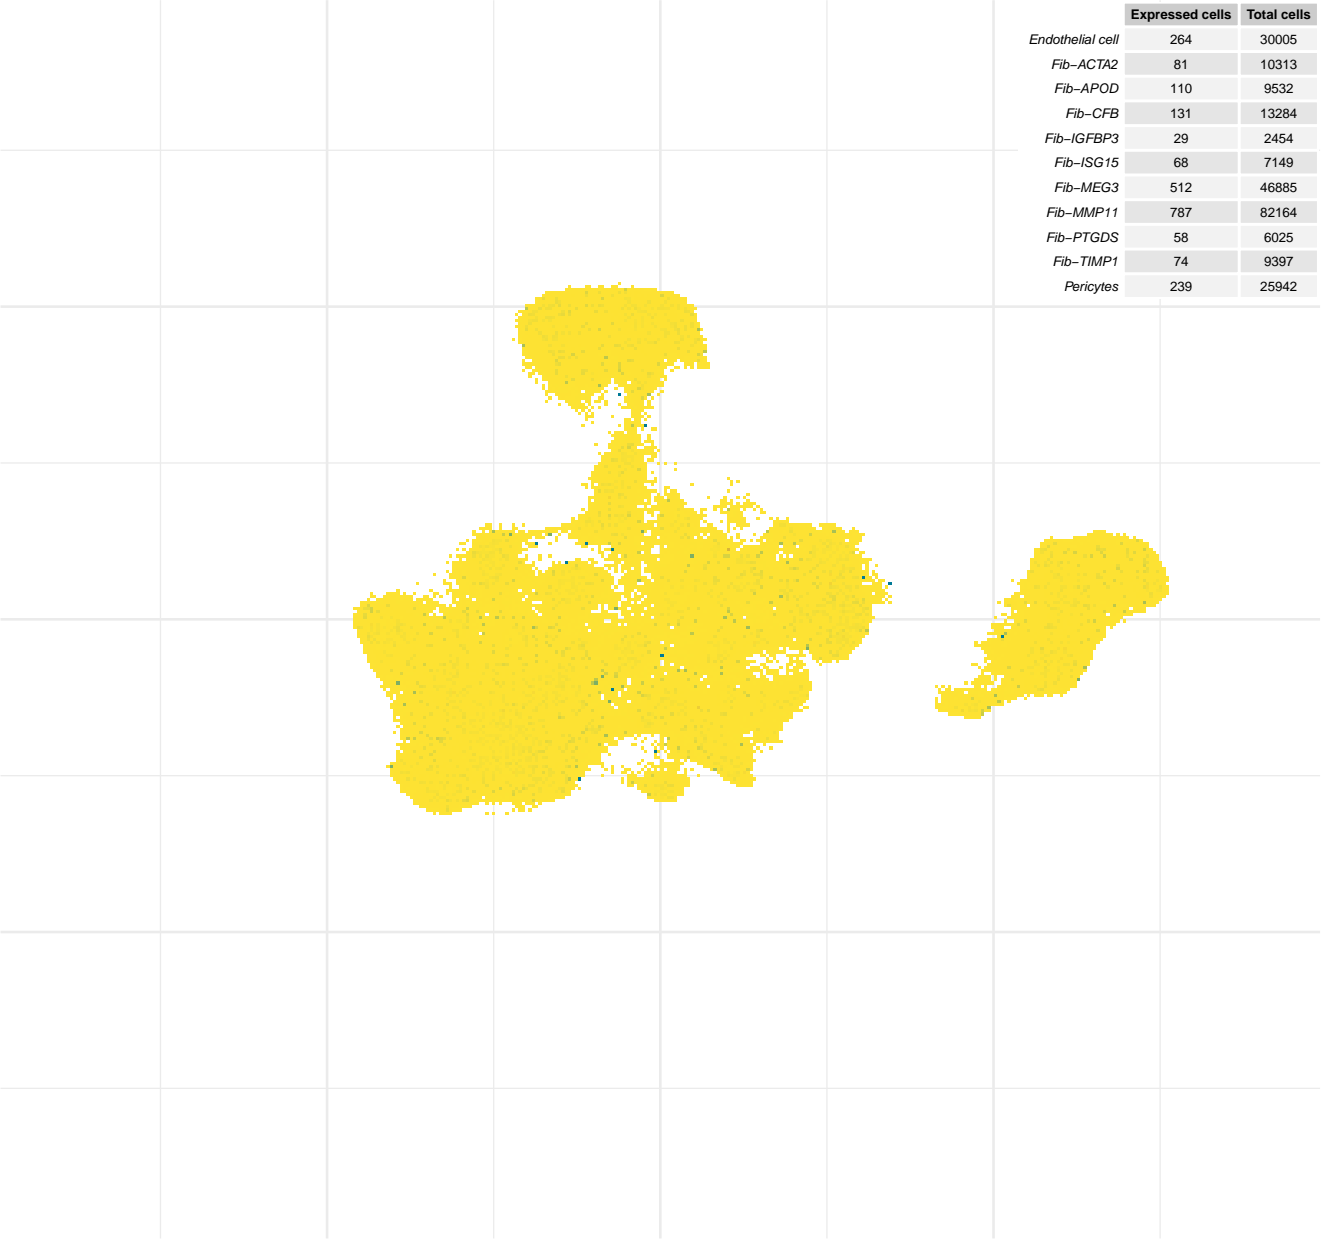 Expressed cells Total cells
Endothelial cell 264 30005
Fib−ACTA2 81 10313
Fib−APOD 110 9532
Fib−CFB 131 13284
Fib−IGFBP3 29 2454
Fib−ISG15 68 7149
Fib−MEG3 512 46885
Fib−MMP11 787 82164
Fib−PTGDS 58 6025
Fib−TIMP1 74 9397
Pericytes 239 25942